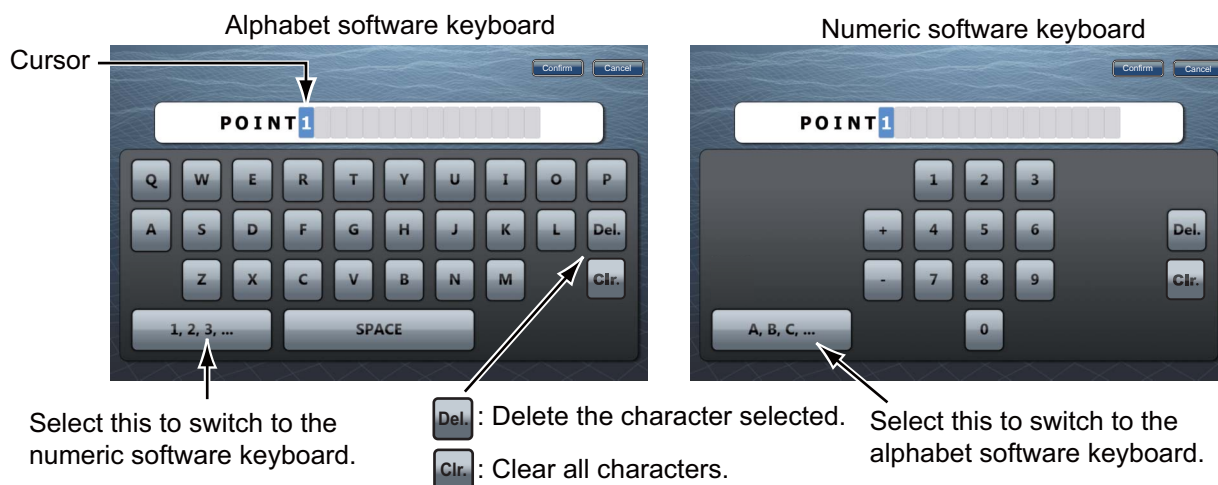 Alphabet software keyboard
Cursor
Confirm Cancel
POINT1
Q W E R T Y U I O P
A S D F G H J K L Del.
Z X C V B N M Clr.
1, 2, 3, ... SPACE
Select this to switch to the
numeric software keyboard.
Del. : Delete the character selected.
Clr. : Clear all characters.
Numeric software keyboard
Confirm Cancel
POINT1
1 2 3
+ 4 5 6 Del.
- 7 8 9 Clr.
A, B, C, ... 0
Select this to switch to the
alphabet software keyboard.